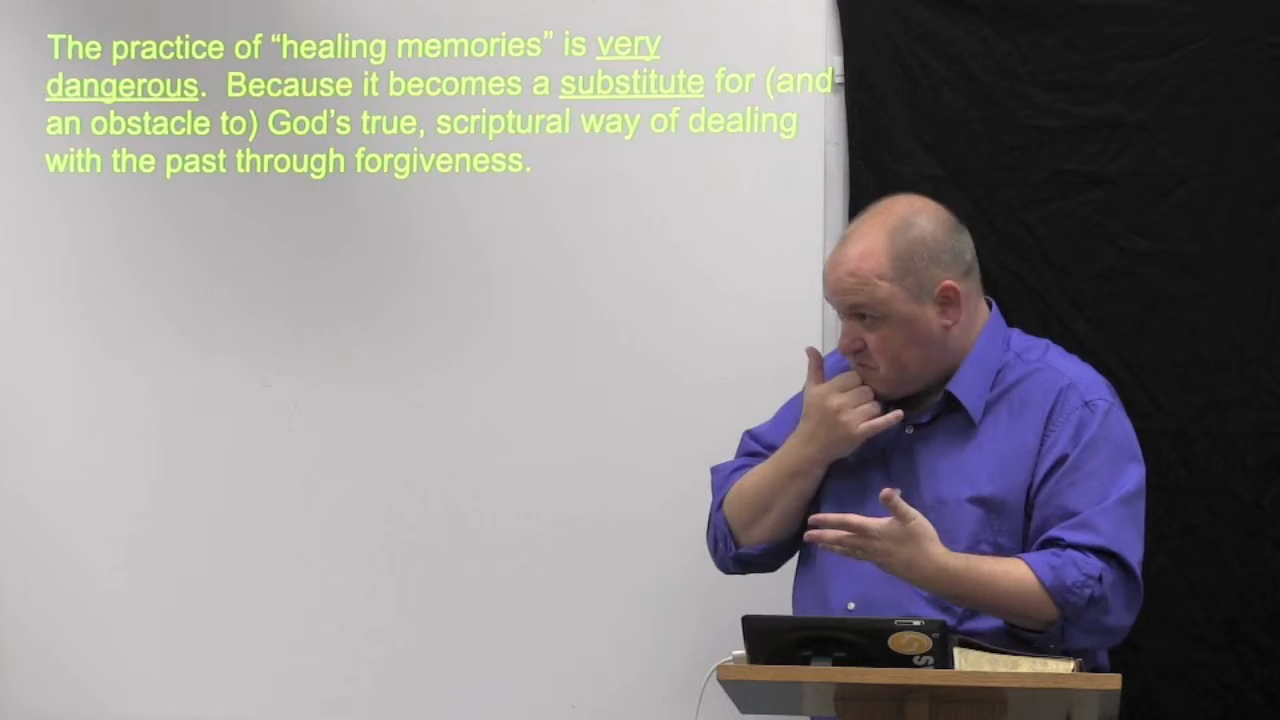 The practice of “healing memories” is very
dangerous. Because it becomes a substitute for (and
an obstacle to) God’s true, scriptural way of dealing
with the past through forgiveness.